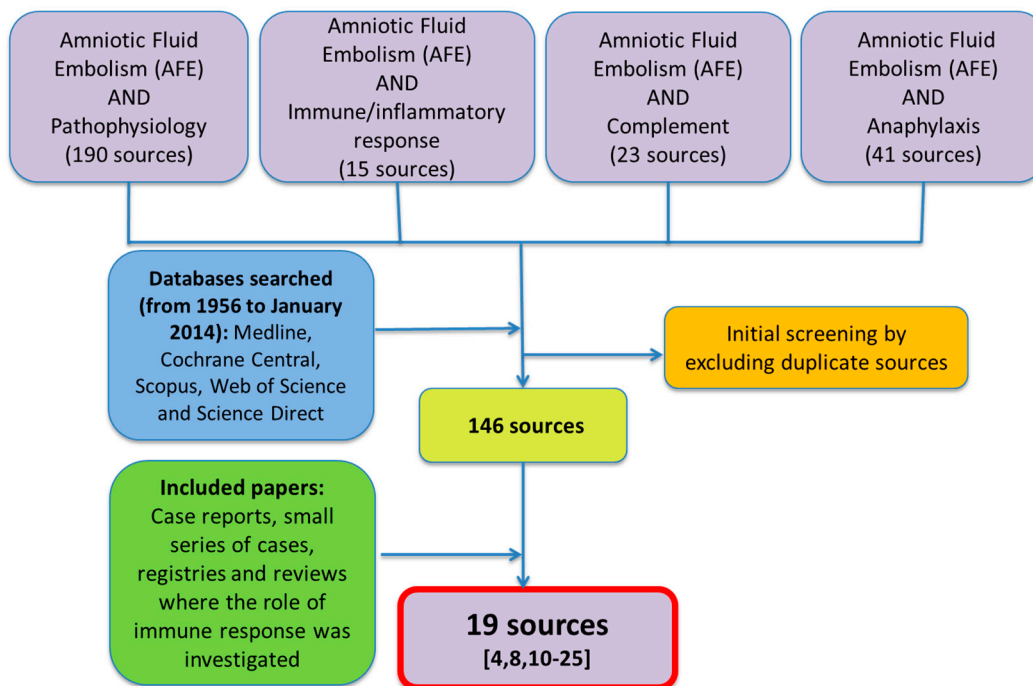 Amniotic Fluid
Embolism (AFE)
AND
Pathophysiology
(190 sources)
Amniotic Fluid
Embolism (AFE)
AND
Immune/inflammatory
response
(15 sources)
Amniotic Fluid
Embolism (AFE)
AND
Complement
(23 sources)
Amniotic Fluid
Embolism (AFE)
AND
Anaphylaxis
(41 sources)
Databases searched
(from 1956 to January
2014): Medline,
Cochrane Central,
Scopus, Web of Science
and Science Direct
Initial screening by
excluding duplicate sources
146 sources
Included papers:
Case reports, small
series of cases,
registries and reviews
where the role of
immune response was
investigated
19 sources
[4,8,10-25]